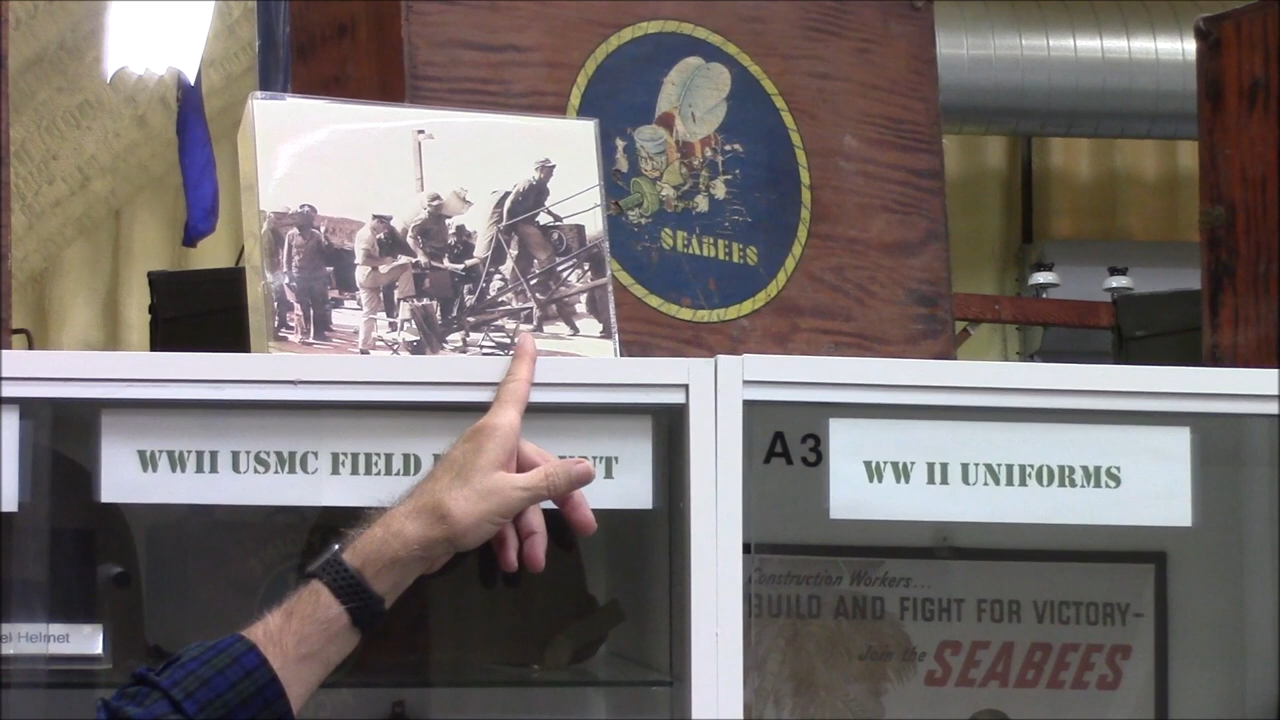 SEABEES
WWII USMC FIELD
A3
WW II UNIFORMS
Construction Workers...
BUILD AND FIGHT FOR VICTORY-
Join the SEABEES
el Helmet